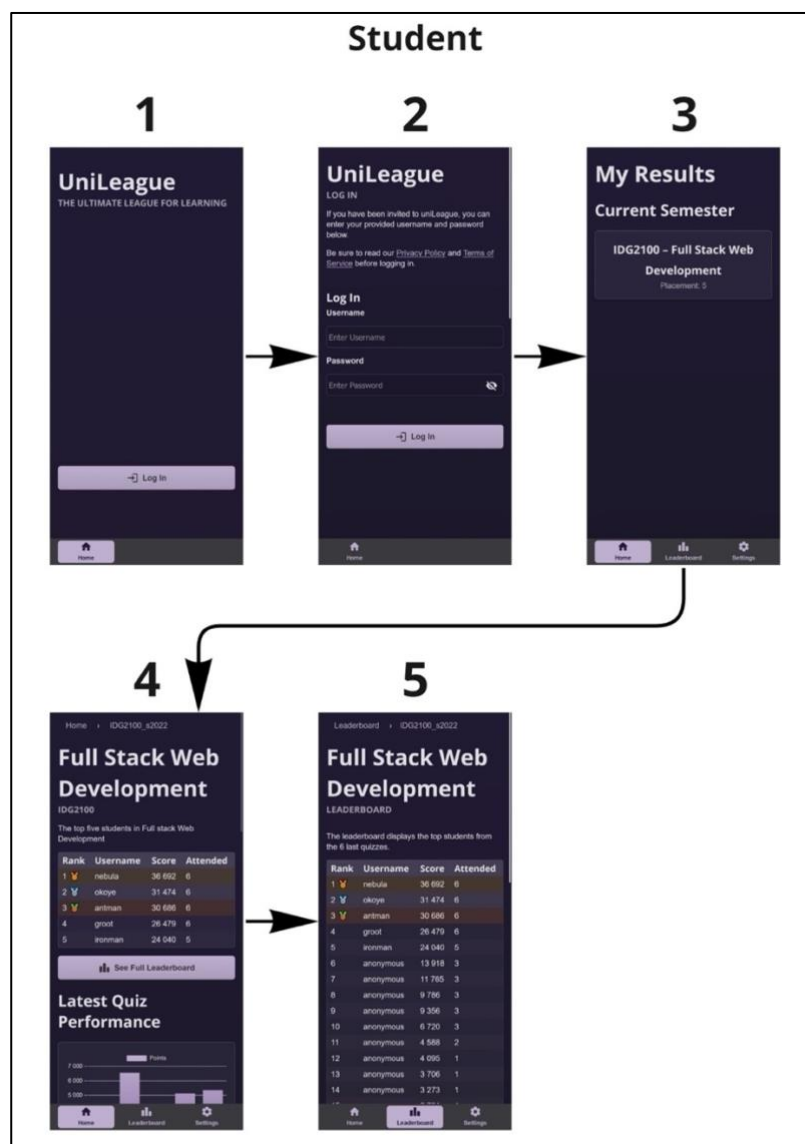 Student
1
2
3
UniLeague
THE ULTIMATE LEAGUE FOR LEARNING
Log In
Home
UniLeague
LOG IN
If you have been invited to uniLeague, you can
enter your provided username and password
below.
Be sure to read our Privacy Policy and Terms of
Service before logging in.
Log In
Username
Enter Username
Password
Enter Password
Log In
Home
My Results
Current Semester
IDG2100 – Full Stack Web
Development
Placement: 5
Home Leaderboard Settings
4
5
Home › IDG2100_s2022
Full Stack Web
Development
IDG2100
The top five students in Full stack Web
Development
Rank Username Score Attended
1 nebula 36 692 6
2 okoye 31 474 6
3 antman 30 686 6
4 groot 26 479 6
5 ironman 24 040 5
See Full Leaderboard
Latest Quiz
Performance
Points
7 000
6 000
5 000
Home Leaderboard Settings
Leaderboard › IDG2100_s2022
Full Stack Web
Development
LEADERBOARD
The leaderboard displays the top students from
the 6 last quizzes.
Rank Username Score Attended
1 nebula 36 692 6
2 okoye 31 474 6
3 antman 30 686 6
4 groot 26 479 6
5 ironman 24 040 5
6 anonymous 13 918 3
7 anonymous 11 765 3
8 anonymous 9 786 3
9 anonymous 9 356 3
10 anonymous 6 720 3
11 anonymous 4 588 2
12 anonymous 4 095 1
13 anonymous 3 706 1
14 anonymous 3 273 1
Home Leaderboard Settings